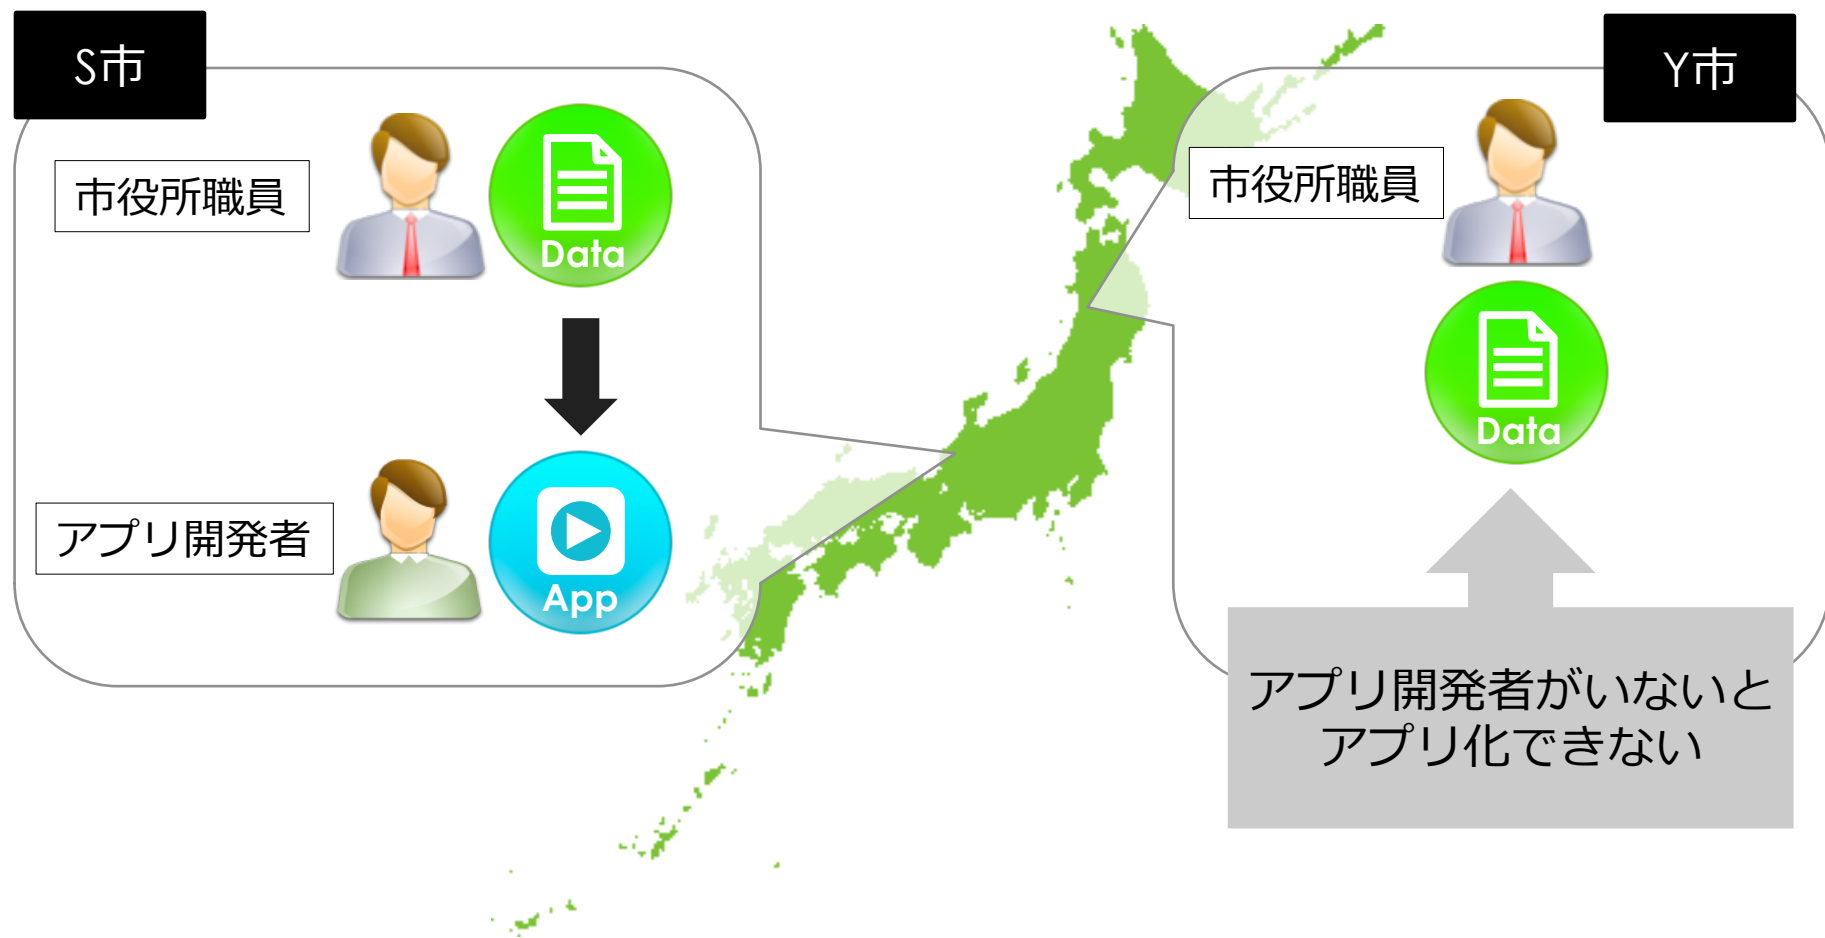 S市
市役所職員
Data
アプリ開発者
App
Y市
市役所職員
Data
アプリ開発者がいないと
アプリ化できない